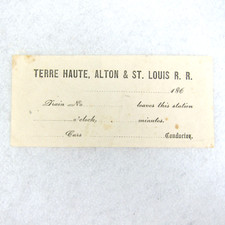 TERRE HAUTE, ALTON & ST. LOUIS R. R.
186
Train No. leaves this station
o'clock, minutes.
Cars Conductor.